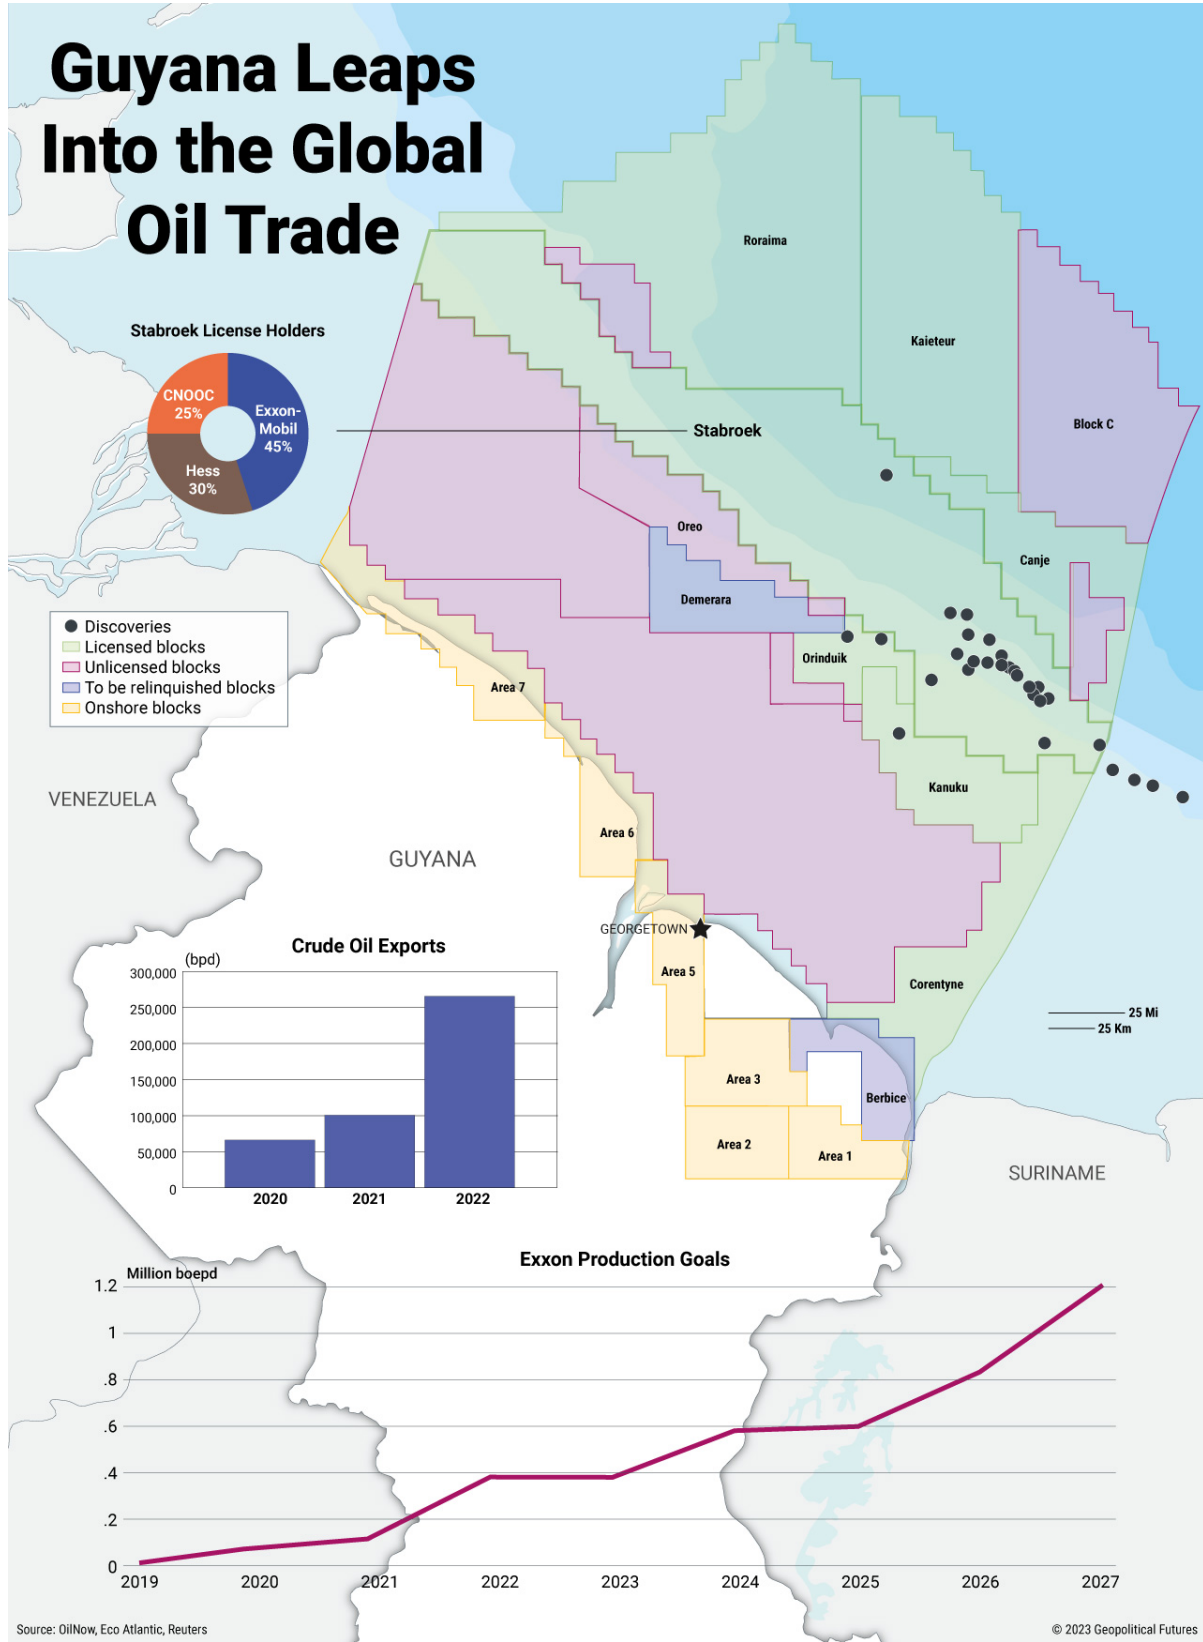 Guyana Leaps
Into the Global
Oil Trade
Stabroek License Holders
CNOOC
25%
Exxon-
Mobil
45%
Hess
30%
Roraima
Kaieteur
Block C
Stabroek
Oreo
Canje
Demerara
Orinduik
Kanuku
Corentyne
Discoveries
Licensed blocks
Unlicensed blocks
To be relinquished blocks
Onshore blocks
Area 7
Area 6
VENEZUELA
GUYANA
GEORGETOWN
Area 5
25 Mi
25 Km
Area 3
Berbice
Area 2
Area 1
SURINAME
Crude Oil Exports
(bpd)
300,000
250,000
200,000
150,000
100,000
50,000
0
2020 2021 2022
Exxon Production Goals
Million boepd
1.2
1
.8
.6
.4
.2
0
2019 2020 2021 2022 2023 2024 2025 2026 2027
Source: OilNow, Eco Atlantic, Reuters
© 2023 Geopolitical Futures